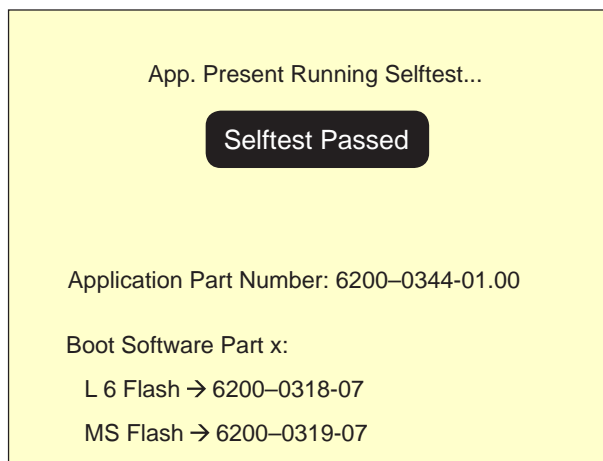 App. Present Running Selftest...
Selftest Passed
Application Part Number: 6200–0344-01.00
Boot Software Part x:
L 6 Flash → 6200–0318-07
MS Flash → 6200–0319-07